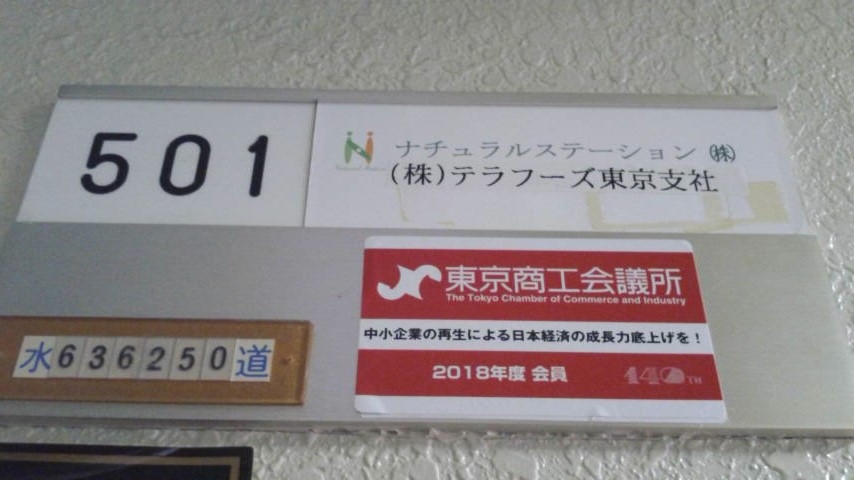 501
ナチュラルステーション ㈱
(株)テラフーズ東京支社
東京商工会議所
The Tokyo Chamber of Commerce and Industry
中小企業の再生による日本経済の成長力底上げを!
2018年度 会員
140TH
水636250道